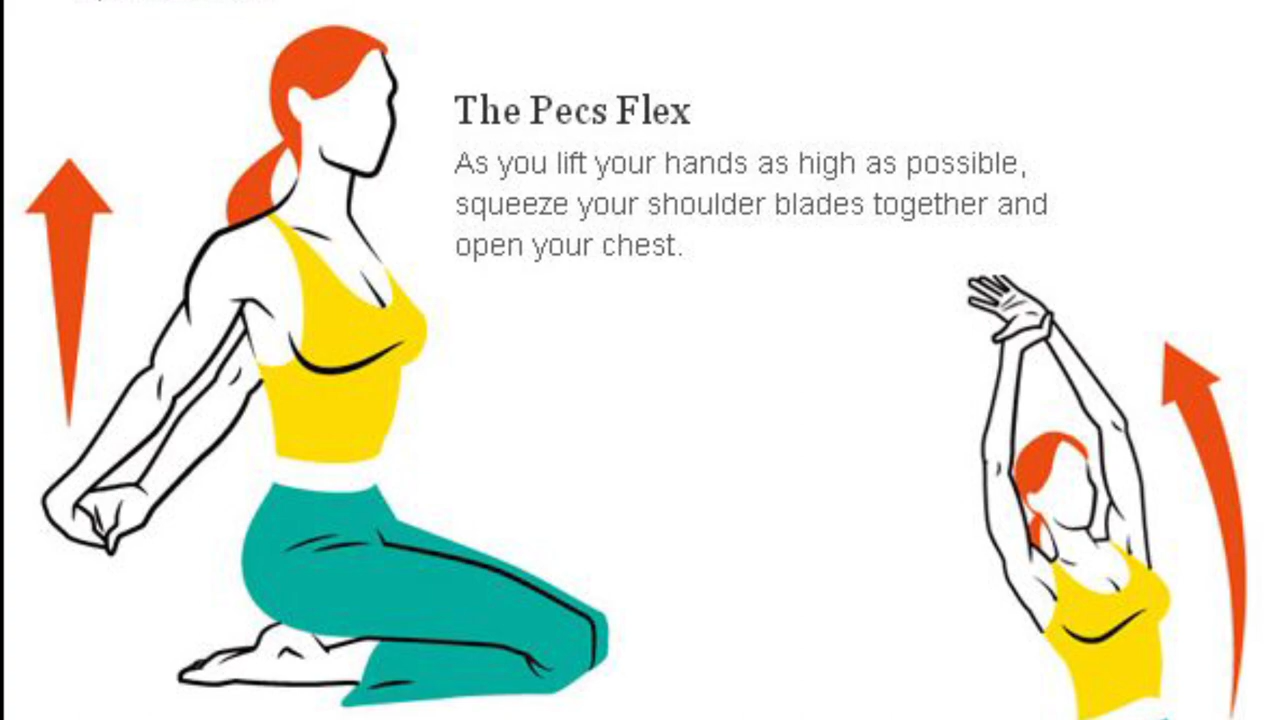 The Pecs Flex
As you lift your hands as high as possible,
squeeze your shoulder blades together and
open your chest.